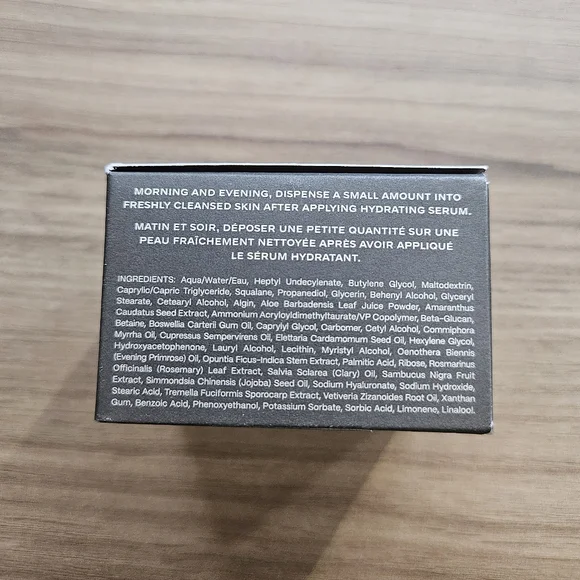 MORNING AND EVENING, DISPENSE A SMALL AMOUNT INTO
FRESHLY CLEANSED SKIN AFTER APPLYING HYDRATING SERUM.
MATIN ET SOIR, DÉPOSER UNE PETITE QUANTITÉ SUR UNE
PEAU FRAÎCHEMENT NETTOYÉE APRÈS AVOIR APPLIQUÉ
LE SÉRUM HYDRATANT.
INGREDIENTS: Aqua/Water/Eau, Heptyl Undecylenate, Butylene Glycol, Maltodextrin,
Caprylic/Capric Triglyceride, Squalane, Propanediol, Glycerin, Behenyl Alcohol, Glyceryl
Stearate, Cetearyl Alcohol, Algin, Aloe Barbadensis Leaf Juice Powder, Amaranthus
Caudatus Seed Extract, Ammonium Acryloyldimethyltaurate/VP Copolymer, Beta-Glucan,
Betaine, Boswellia Carterii Gum Oil, Caprylyl Glycol, Carbomer, Cetyl Alcohol, Commiphora
Myrrha Oil, Cupressus Sempervirens Oil, Elettaria Cardamomum Seed Oil, Hexylene Glycol,
Hydroxyacetophenone, Lauryl Alcohol, Lecithin, Myristyl Alcohol, Oenothera Biennis
(Evening Primrose) Oil, Opuntia Ficus-Indica Stem Extract, Palmitic Acid, Ribose, Rosmarinus
Officinalis (Rosemary) Leaf Extract, Salvia Sclarea (Clary) Oil, Sambucus Nigra Fruit
Extract, Simmondsia Chinensis (Jojoba) Seed Oil, Sodium Hyaluronate, Sodium Hydroxide,
Stearic Acid, Tremella Fuciformis Sporocarp Extract, Vetiveria Zizanoides Root Oil, Xanthan
Gum, Benzoic Acid, Phenoxyethanol, Potassium Sorbate, Sorbic Acid, Limonene, Linalool.